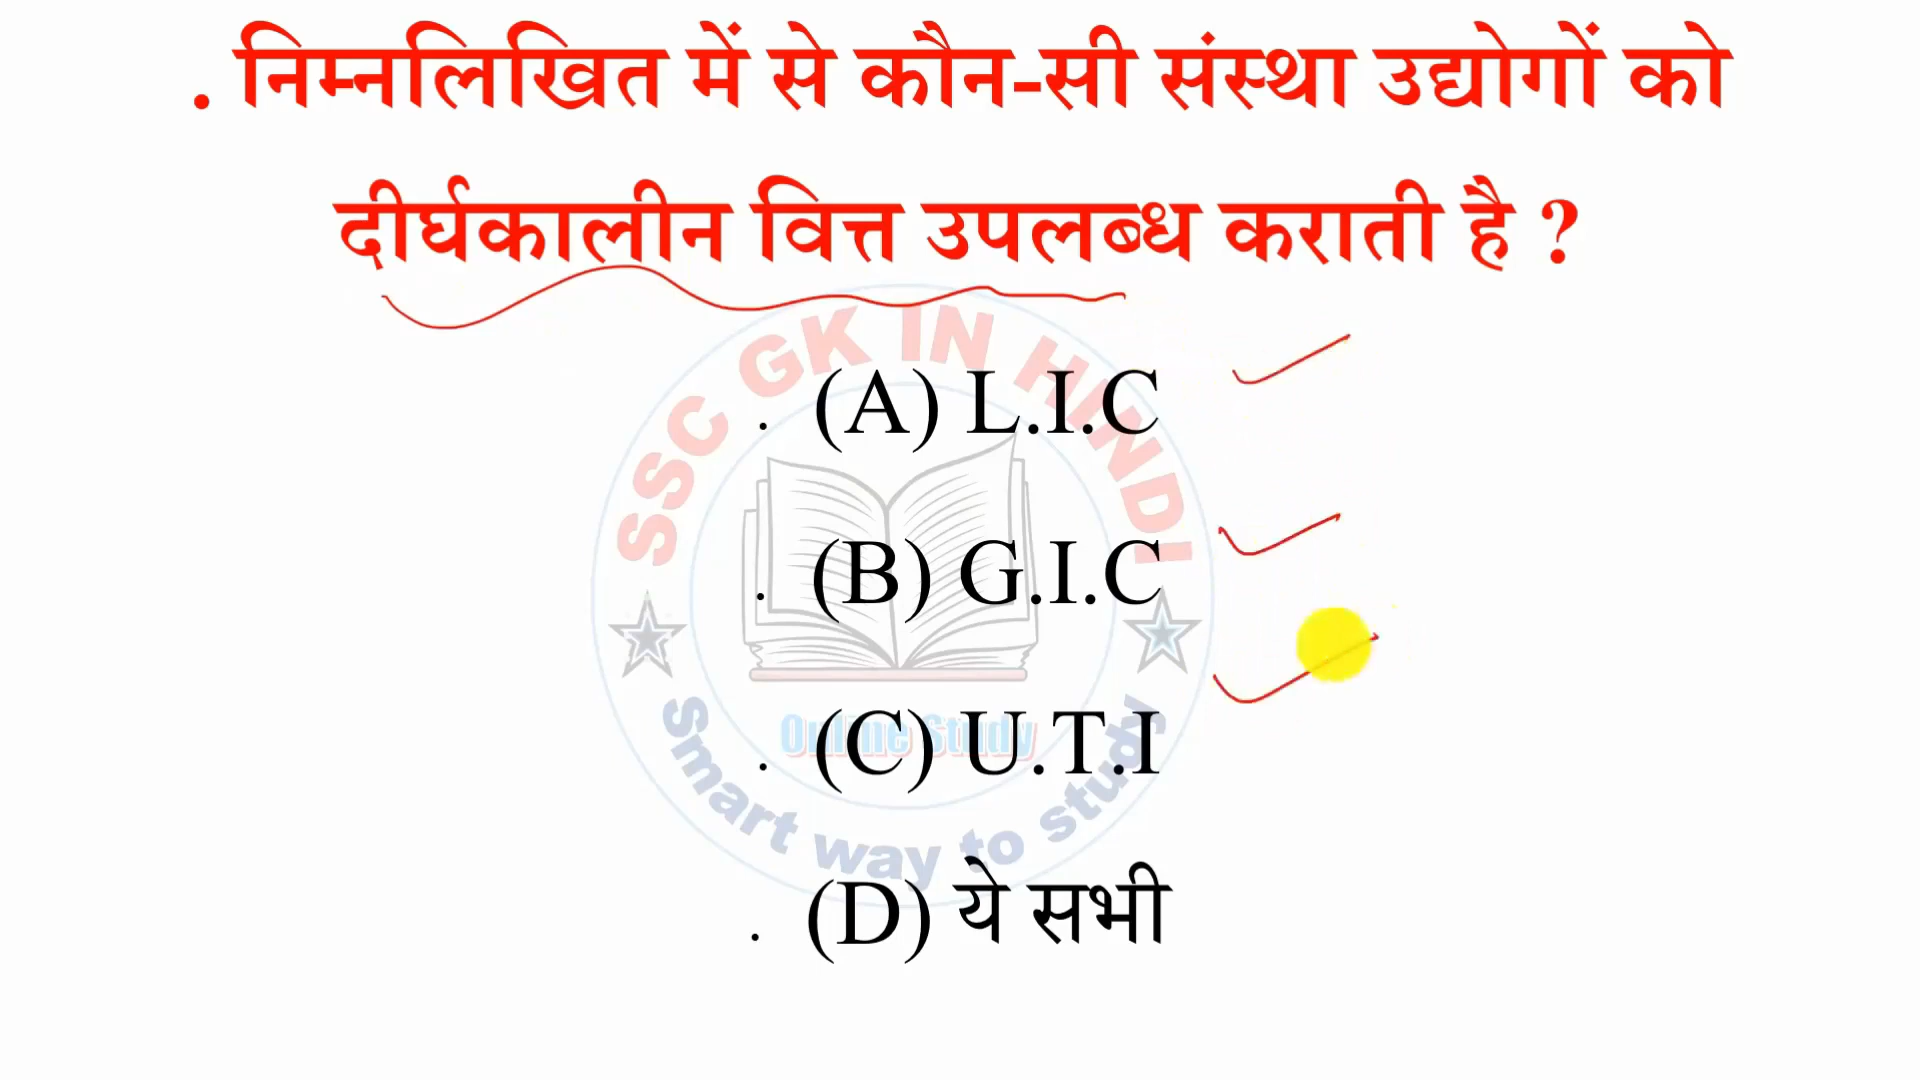 . निम्नलिखित में से कौन-सी संस्था उद्योगों को
दीर्घकालीन वित्त उपलब्ध कराती है ?
. (A) L.I.C
. (B) G.I.C
. (C) U.T.I
. (D) ये सभी
SSC GK IN HINDI
Online Study
Smart way to study